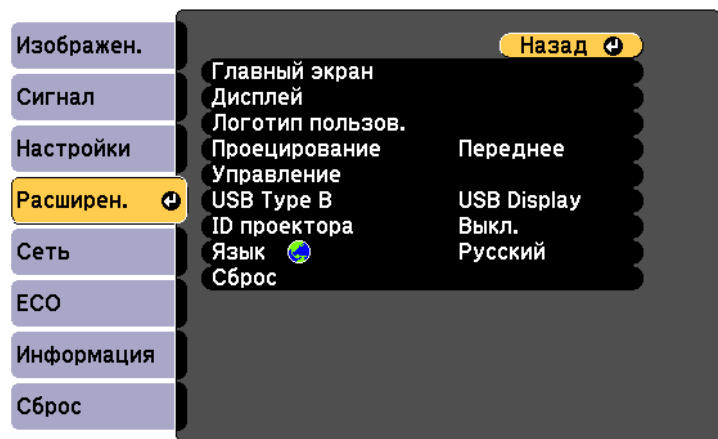 Изображен.
Сигнал
Настройки
Расширен.
Сеть
ECO
Информация
Сброс
Назад
Главный экран
Дисплей
Логотип пользов.
Проецирование Переднее
Управление
USB Type B USB Display
ID проектора Выкл.
Язык Русский
Сброс